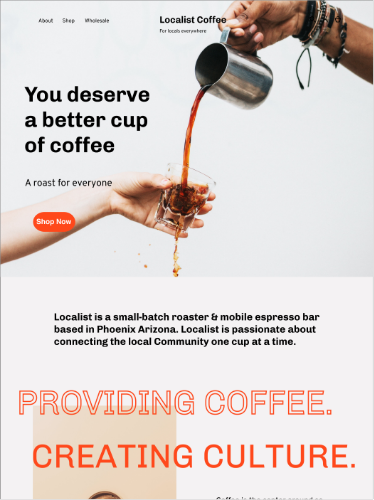 About Shop Wholesale
Localist Coffee
For locals everywhere
You deserve
a better cup
of coffee
A roast for everyone
Shop Now
Localist is a small-batch roaster & mobile espresso bar
based in Phoenix Arizona. Localist is passionate about
connecting the local Community one cup at a time.
PROVIDING COFFEE.
CREATING CULTURE.